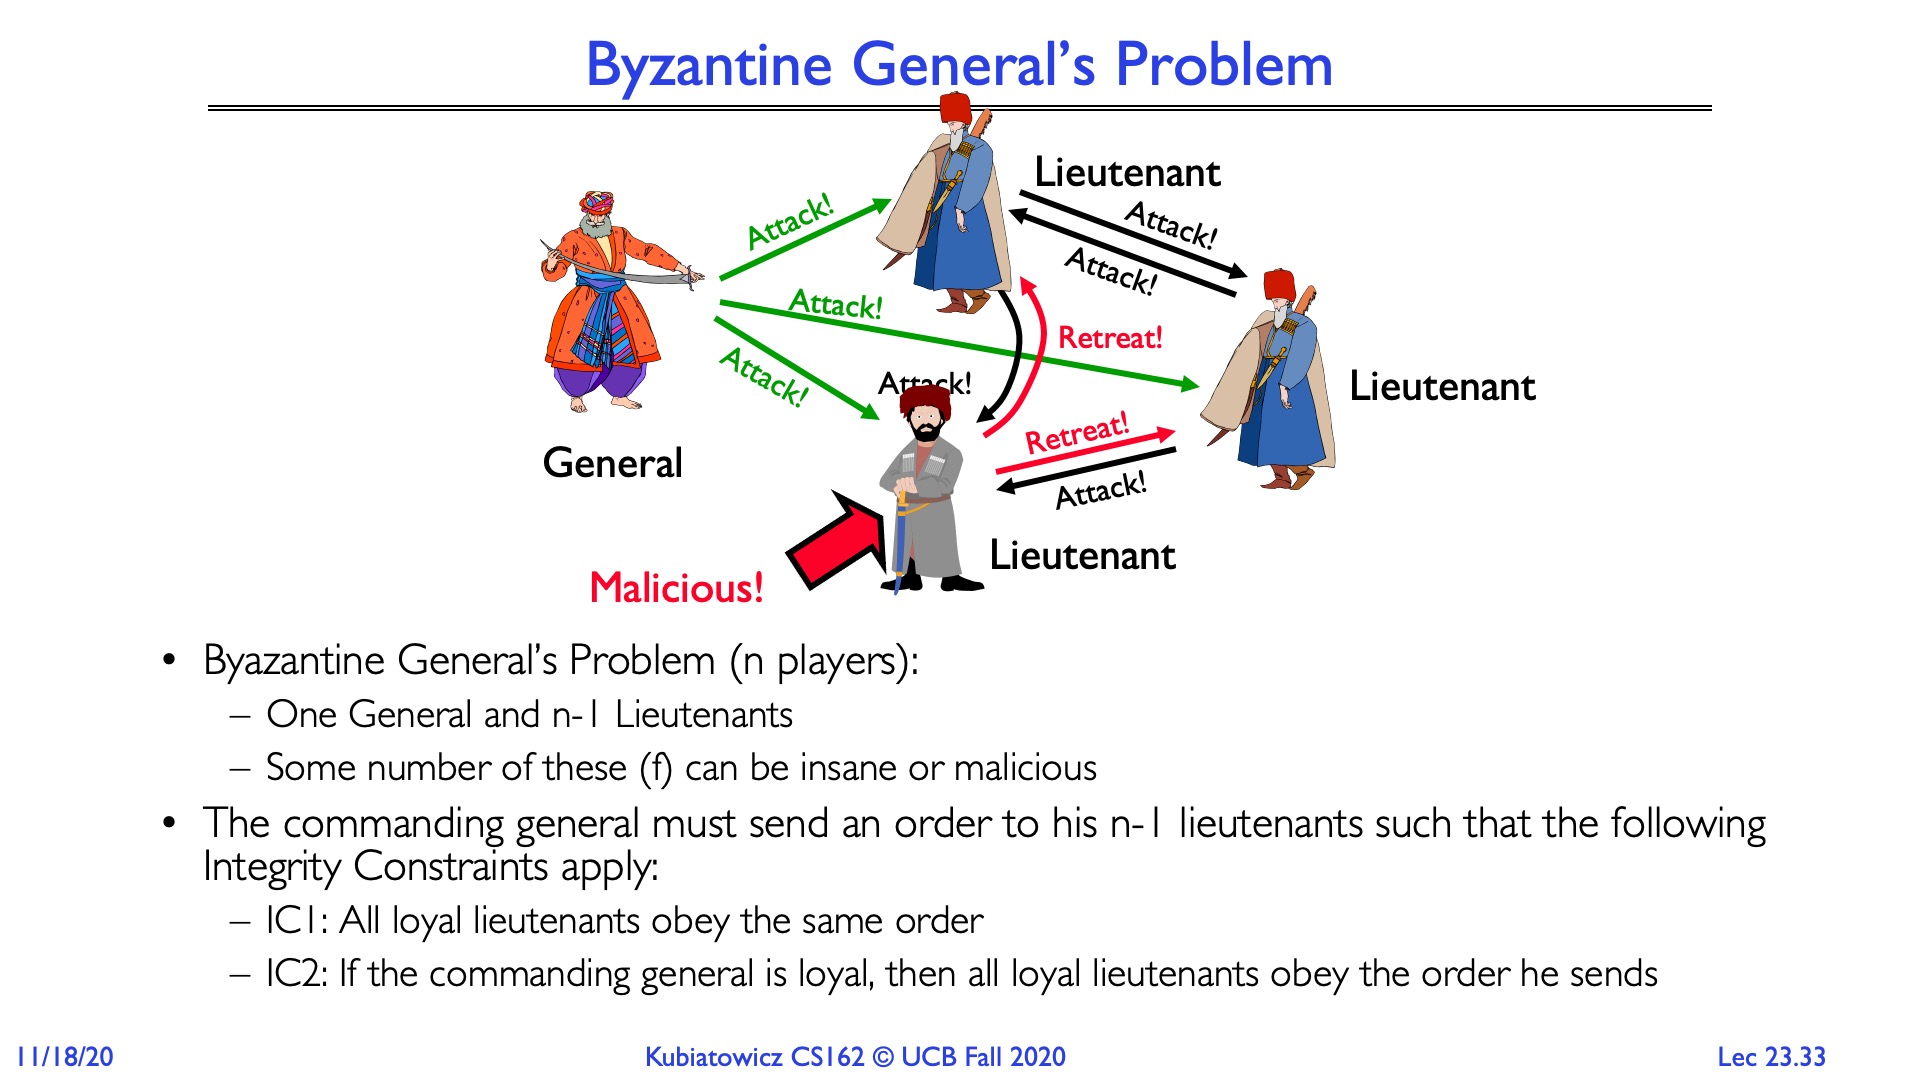 Byzantine General's Problem
Lieutenant
Attack!
Attack!
Attack!
Attack!
Retreat!
Attack!
Attack!
Lieutenant
Retreat!
Attack!
General
Lieutenant
Malicious!
• Byazantine General's Problem (n players):
– One General and n-1 Lieutenants
– Some number of these (f) can be insane or malicious
• The commanding general must send an order to his n-1 lieutenants such that the following
Integrity Constraints apply:
– IC1: All loyal lieutenants obey the same order
– IC2: If the commanding general is loyal, then all loyal lieutenants obey the order he sends
11/18/20
Kubiatowicz CS162 © UCB Fall 2020
Lec 23.33